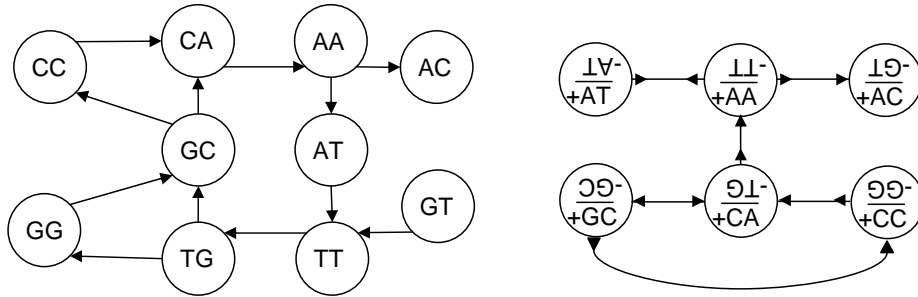 CC
CA
AA
AC
GC
AT
GG
TG
TT
GT
-AT
+AT
-TT
+AA
-GT
+AC
-GC
+GC
-TG
+CA
-GG
+CC